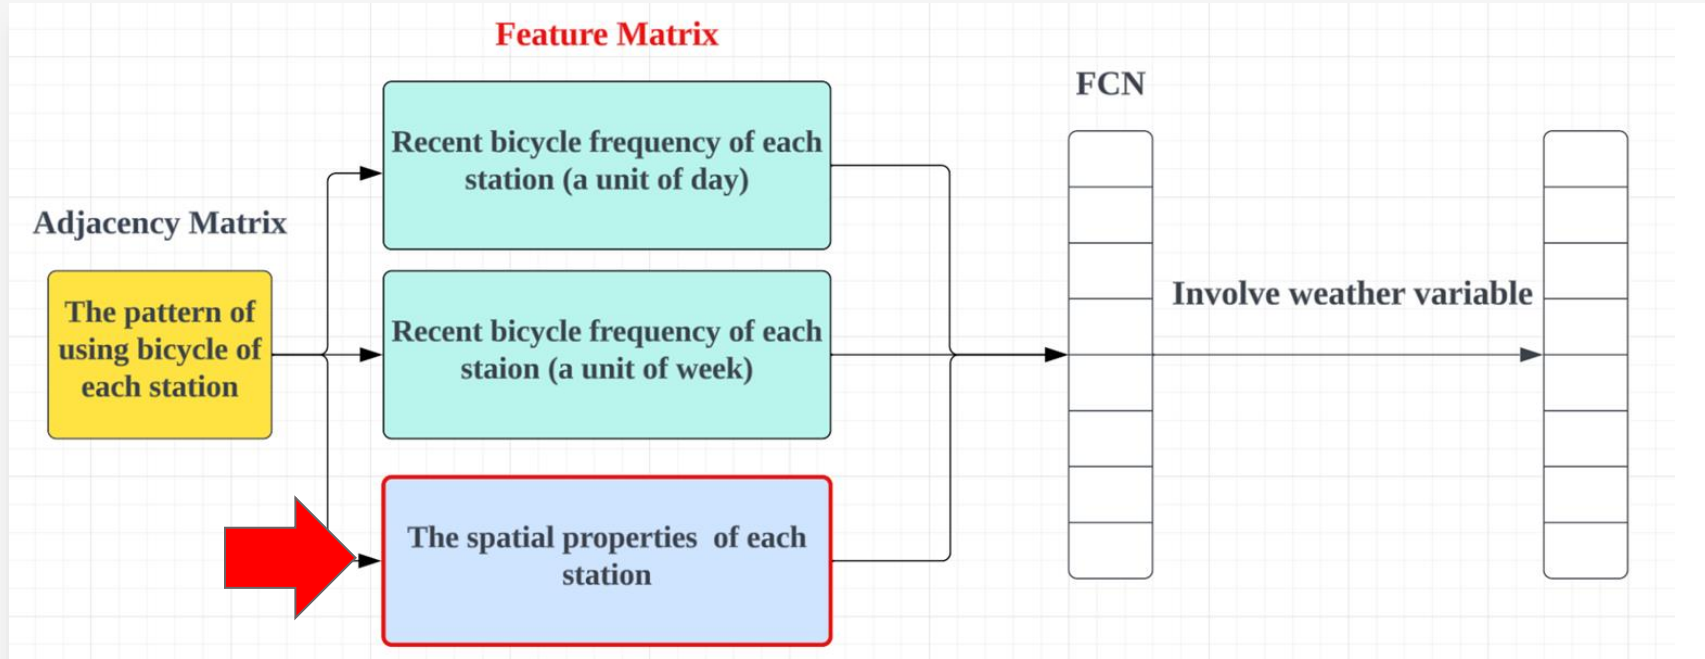 Feature Matrix
FCN
Recent bicycle frequency of each
station (a unit of day)
Adjacency Matrix
The pattern of
using bicycle of
each station
Recent bicycle frequency of each
staion (a unit of week)
Involve weather variable
The spatial properties of each
station